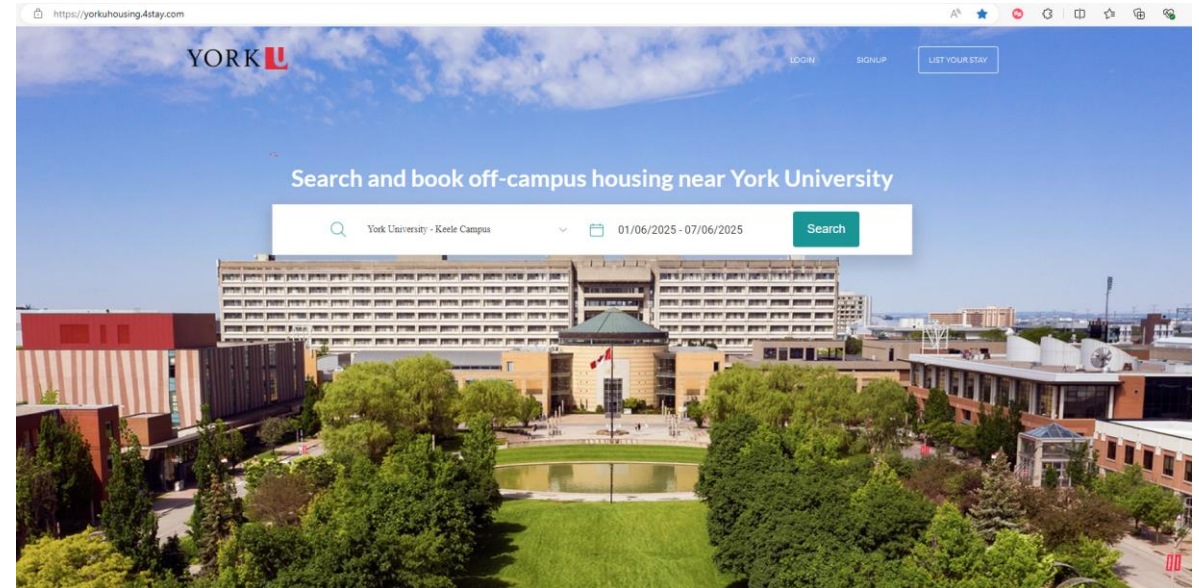 https://yorkuhousing.4stay.com
YORK U
LOGIN
SIGNUP
LIST YOUR STAY
Search and book off-campus housing near York University
York University - Keele Campus
01/06/2025 - 07/06/2025
Search